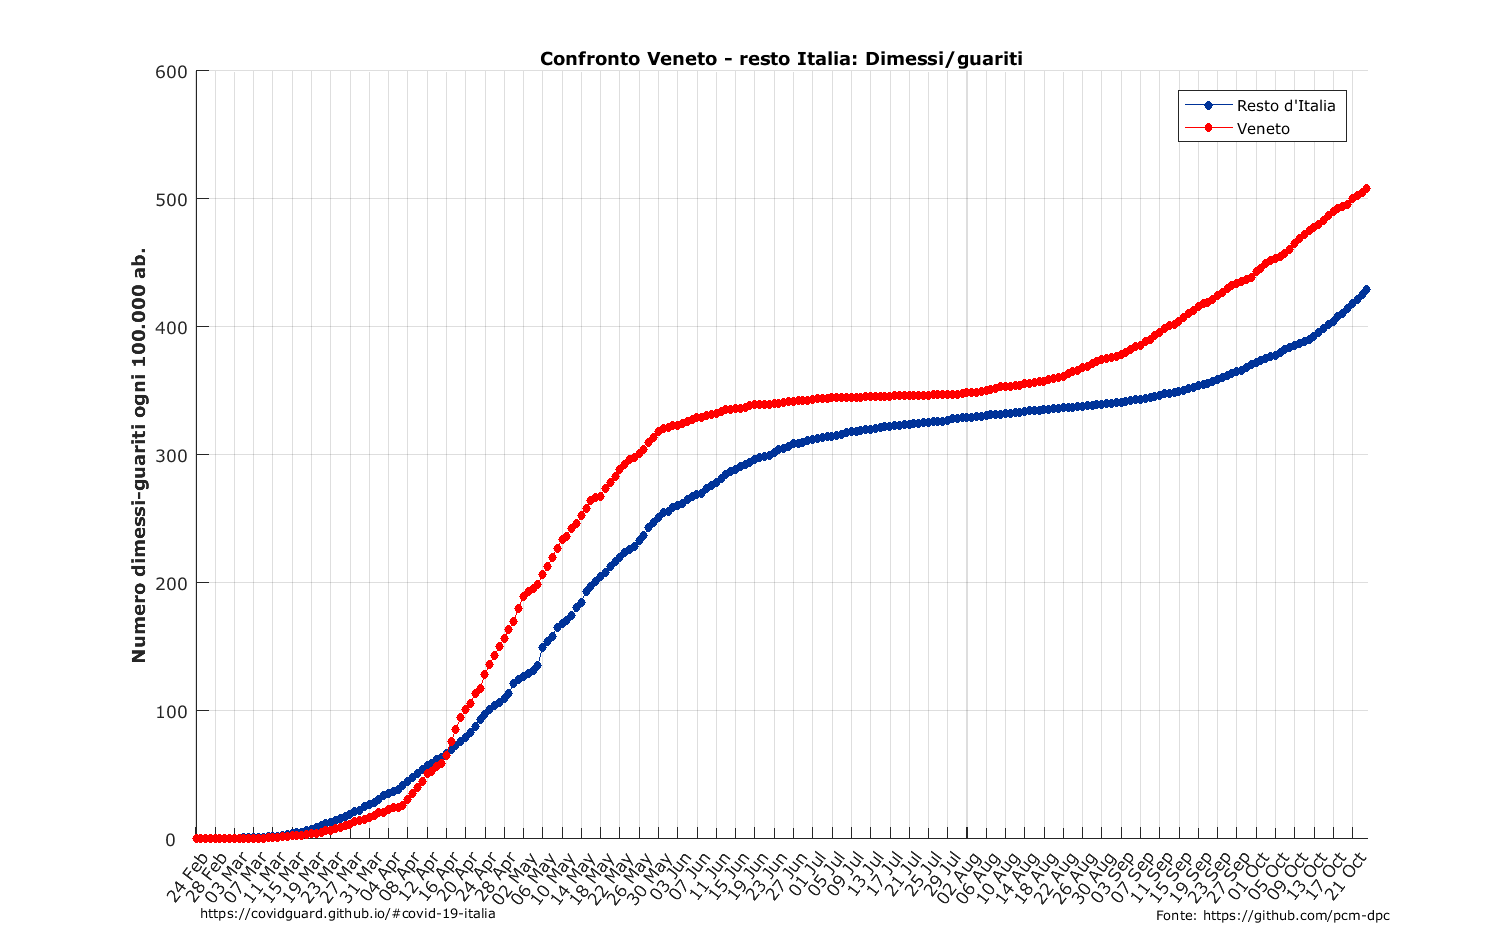 Confronto Veneto - resto Italia: Dimessi/guariti
Resto d'Italia
Veneto
Numero dimessi-guariti ogni 100.000 ab.
600
500
400
300
200
100
0
24 Feb
28 Feb
03 Mar
07 Mar
11 Mar
15 Mar
19 Mar
23 Mar
27 Mar
31 Mar
04 Apr
08 Apr
12 Apr
16 Apr
20 Apr
24 Apr
28 Apr
02 May
06 May
10 May
14 May
18 May
22 May
26 May
30 May
03 Jun
07 Jun
11 Jun
15 Jun
19 Jun
23 Jun
27 Jun
01 Jul
05 Jul
09 Jul
13 Jul
17 Jul
21 Jul
25 Jul
29 Jul
02 Aug
06 Aug
10 Aug
14 Aug
18 Aug
22 Aug
26 Aug
30 Aug
03 Sep
07 Sep
11 Sep
15 Sep
19 Sep
23 Sep
27 Sep
01 Oct
05 Oct
09 Oct
13 Oct
17 Oct
21 Oct
https://covidguard.github.io/#covid-19-italia
Fonte: https://github.com/pcm-dpc